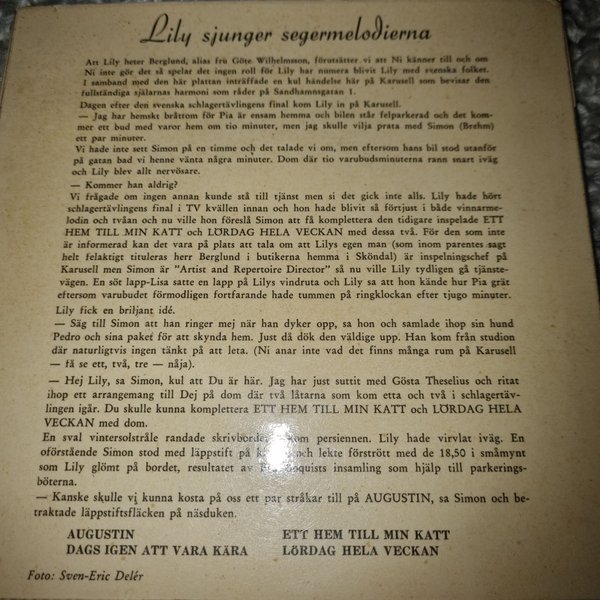 Lily sjunger segermelodierna
Att Lily heter Berglund, alias fru Göte Wilhelmsson, förutsätter vi att Ni känner till och om
Ni inte gör det så spelar det ingen roll för Lily har numera blivit Lily med svenska folket.
I samband med den här plattan inträffade en kul händelse här på Karusell som bevisar den
fullständiga själarnas harmoni som råder på Sandhamnsgatan 1.
Dagen efter den svenska schlagertävlingens final kom Lily in på Karusell.
— Jag har hemskt bråttom för Pia är ensam hemma och bilen står felparkerad och det kom-
mer ett bud med varor hem om tio minuter, men jag skulle vilja prata med Simon (Brehm)
ett par minuter.
Vi hade inte sett Simon på en timme och det talade vi om, men eftersom hans bil stod utanför
på gatan bad vi henne vänta några minuter. Dom där tio varubudsminuterna rann snart iväg
och Lily blev allt nervösare.
— Kommer han aldrig?
Vi frågade om ingen annan kunde stå till tjänst men si det gick inte alls. Lily hade hört
schlagertävlingens final i TV kvällen innan och hon hade blivit så förtjust i både vinnarme-
lodin och tvåan och nu ville hon föreslå Simon att få komplettera den tidigare inspelade ETT
HEM TILL MIN KATT och LÖRDAG HELA VECKAN med dessa två. För den som inte
är informerad kan det vara på plats att tala om att Lilys egen man (som inom parentes sagt
helt felaktigt tituleras herr Berglund i butikerna hemma i Sköndal) är inspelningschef på
Karusell men Simon är "Artist and Repertoire Director" så nu ville Lily tydligen gå tjänste-
vägen. En söt lapp-Lisa satte en lapp på Lilys vindruta och Lily sa att hon kände hur Pia grät
eftersom varubudet förmodligen fortfarande hade tummen på ringklockan efter tjugo minuter.
Lily fick en briljant idé.
— Säg till Simon att han ringer mej när han dyker opp, sa hon och samlade ihop sin hund
Pedro och sina paket för att skynda hem. Just då dök den väldige upp. Han kom från studion
där naturligtvis ingen tänkt på att leta. (Ni anar inte vad det finns många rum på Karusell
— få se ett, två, tre — nåja).
— Hej Lily, sa Simon, kul att Du är här. Jag har just suttit med Gösta Theselius och ritat
ihop ett arrangemang till Dej på dom där två låtarna som kom etta och två i schlagertäv-
lingen igår. Du skulle kunna komplettera ETT HEM TILL MIN KATT och LÖRDAG HELA
VECKAN med dom.
En sval vintersolstråle randade skrivbordet genom persiennen. Lily hade virvlat iväg. En
oförstående Simon stod med läppstift på och lekte förstrött med de 18,50 i småmynt
som Lily glömt på bordet, resultatet av insamling som hjälp till parkerings-
böterna.
— Kanske skulle vi kunna kosta på oss ett par stråkar till på AUGUSTIN, sa Simon och be-
traktade läppstiftsfläcken på näsduken.
AUGUSTIN ETT HEM TILL MIN KATT
DAGS IGEN ATT VARA KÄRA LÖRDAG HELA VECKAN
Foto: Sven-Eric Delér